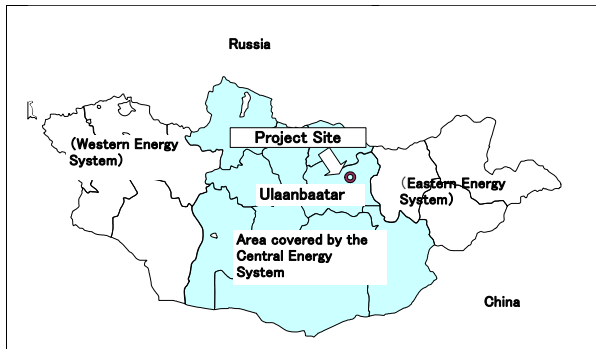 Russia
Project Site
(Western Energy
System)
(Eastern Energy
System)
Ulaanbaatar
Area covered by the
Central Energy
System
China